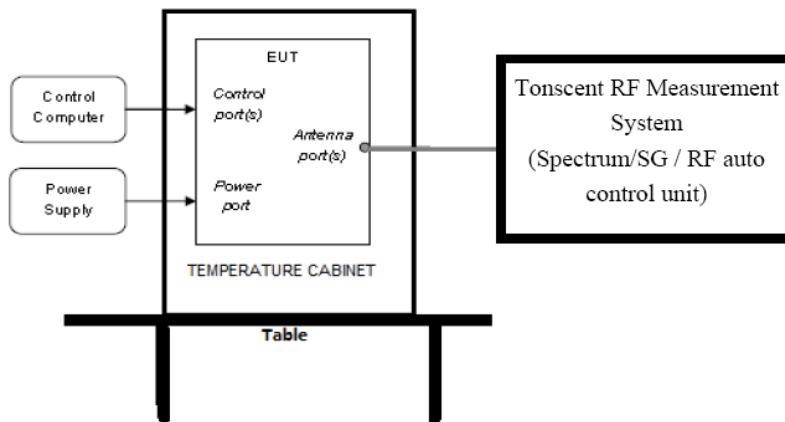 Control
Computer
Power
Supply
EUT
Control
port(s)
Antenna
port(s)
Power
port
TEMPERATURE CABINET
Table
Tonscent RF Measurement
System
(Spectrum/SG / RF auto
control unit)